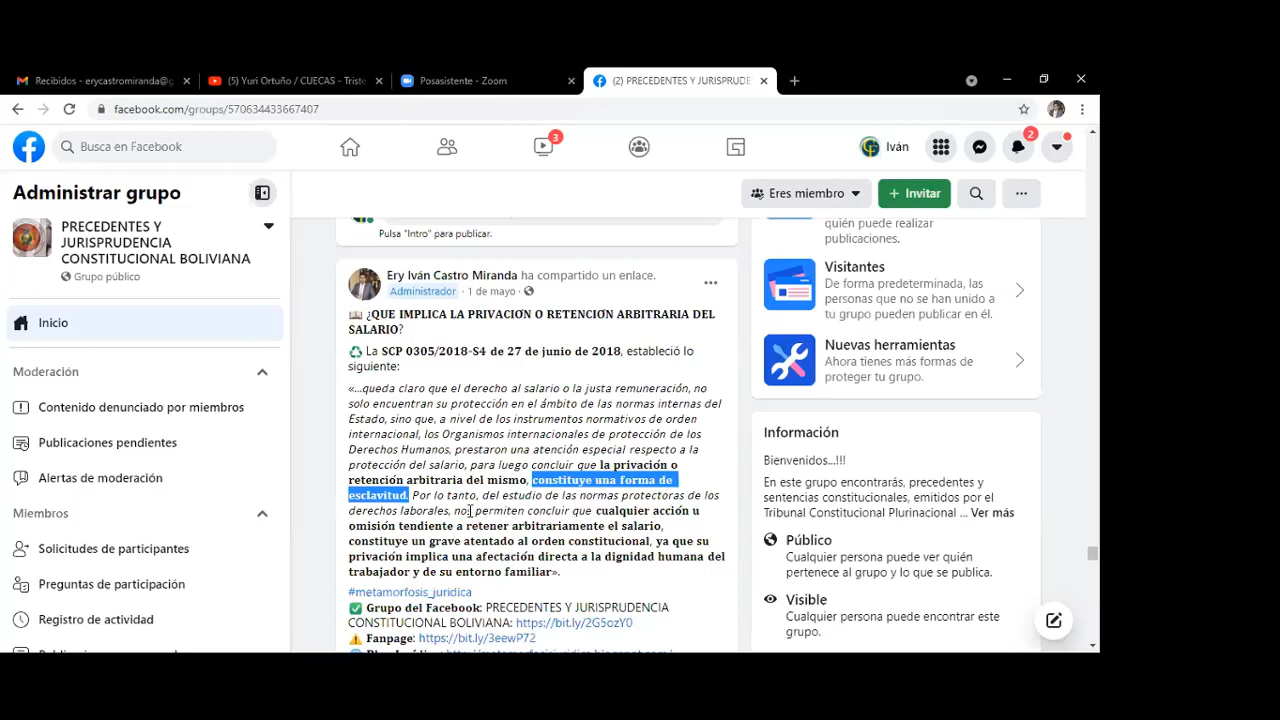 Recibidos - erycastromiranda@g
(5) Yuri Ortuño / CUECAS - Triste
Posasistente - Zoom
(2) PRECEDENTES Y JURISPRUDE
facebook.com/groups/570634433667407
Busca en Facebook
3
Iván
2
Administrar grupo
PRECEDENTES Y
JURISPRUDENCIA
CONSTITUCIONAL BOLIVIANA
Grupo público
Inicio
Moderación
Contenido denunciado por miembros
Publicaciones pendientes
Alertas de moderación
Miembros
Solicitudes de participantes
Preguntas de participación
Registro de actividad
Eres miembro
+ Invitar
Pulsa "Intro" para publicar.
Ery Iván Castro Miranda ha compartido un enlace.
Administrador · 1 de mayo ·
¿QUE IMPLICA LA PRIVACIÓN O RETENCIÓN ARBITRARIA DEL
SALARIO?
La SCP 0305/2018-S4 de 27 de junio de 2018, estableció lo
siguiente:
«...queda claro que el derecho al salario o la justa remuneración, no
solo encuentran su protección en el ámbito de las normas internas del
Estado, sino que, a nivel de los instrumentos normativos de orden
internacional, los Organismos internacionales de protección de los
Derechos Humanos, prestaron una atención especial respecto a la
protección del salario, para luego concluir que la privación o
retención arbitraria del mismo, constituye una forma de
esclavitud. Por lo tanto, del estudio de las normas protectoras de los
derechos laborales, nos permiten concluir que cualquier acción u
omisión tendiente a retener arbitrariamente el salario,
constituye un grave atentado al orden constitucional, ya que su
privación implica una afectación directa a la dignidad humana del
trabajador y de su entorno familiar».
#metamorfosis_juridica
Grupo del Facebook: PRECEDENTES Y JURISPRUDENCIA
CONSTITUCIONAL BOLIVIANA: https://bit.ly/2G5ozY0
Fanpage: https://bit.ly/3eewP72
quién puede realizar
publicaciones.
Visitantes
De forma predeterminada, las
personas que no se han unido a
tu grupo pueden publicar en él.
Nuevas herramientas
Ahora tienes más formas de
proteger tu grupo.
Información
Bienvenidos...!!!
En este grupo encontrarás, precedentes y
sentencias constitucionales, emitidos por el
Tribunal Constitucional Plurinacional ... Ver más
Público
Cualquier persona puede ver quién
pertenece al grupo y lo que se publica.
Visible
Cualquier persona puede encontrar este
grupo.